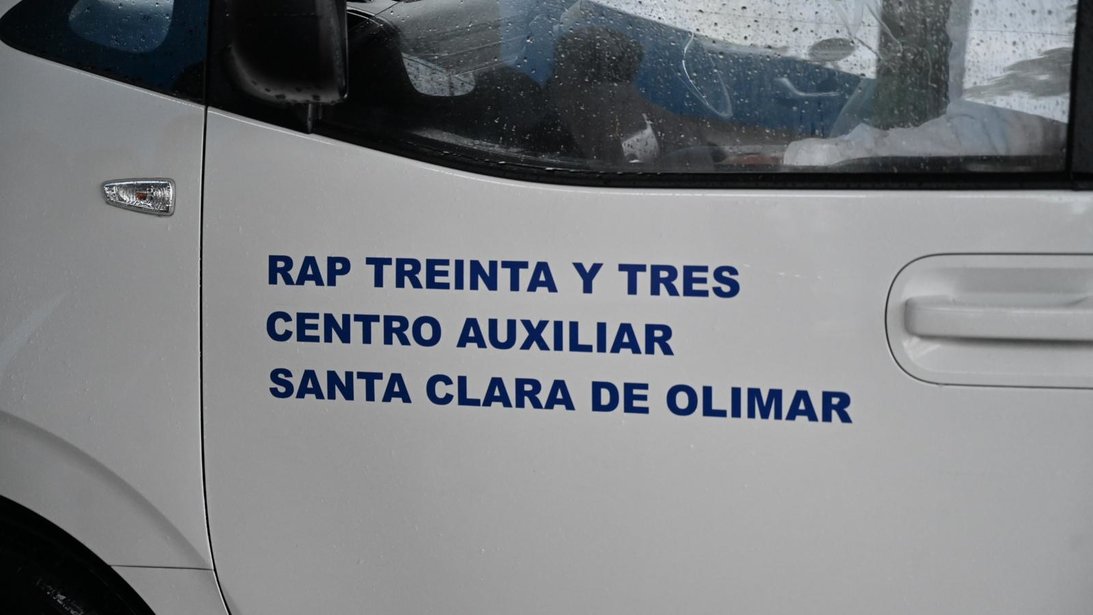 RAP TREINTA Y TRES
CENTRO AUXILIAR
SANTA CLARA DE OLIMAR